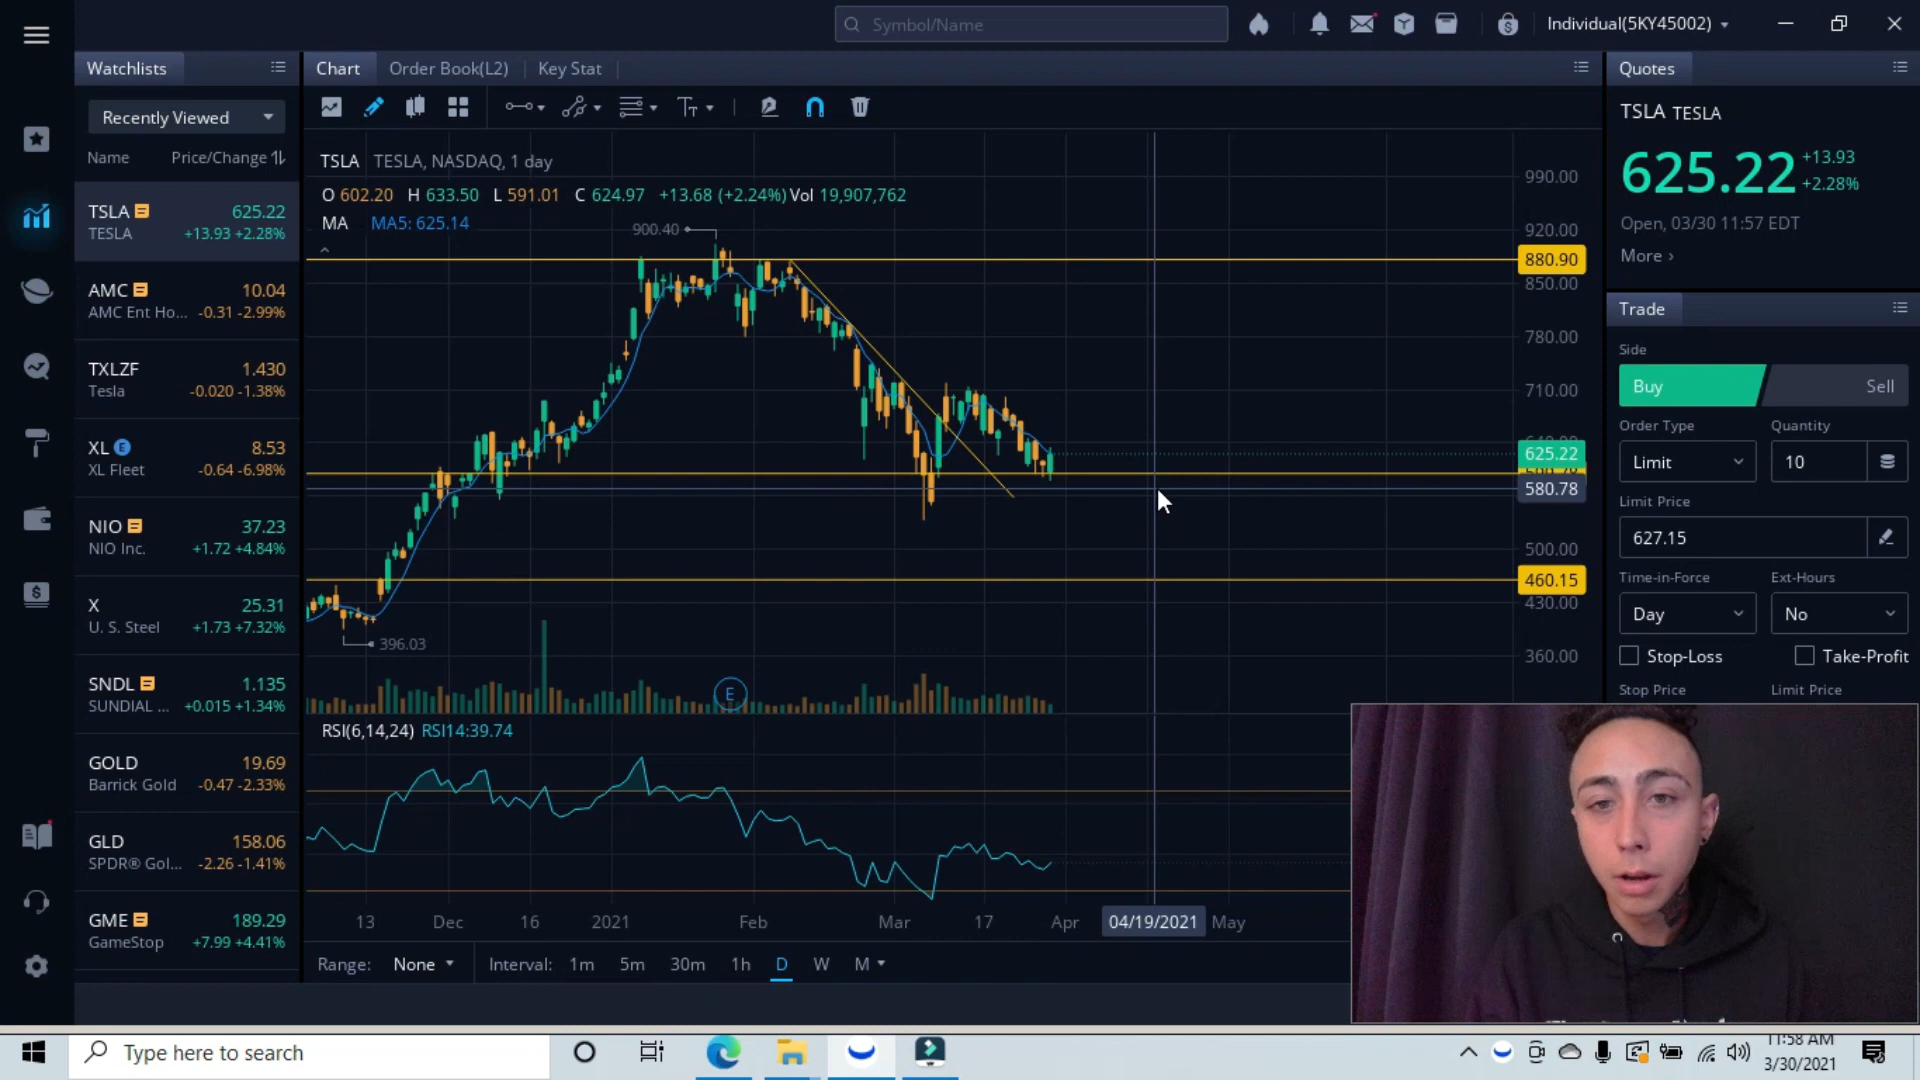 Symbol/Name
Individual(5KY45002)
Watchlists
Chart
Order Book(L2)
Key Stat
Quotes
Recently Viewed
Name
Price/Change
TSLA 625.22
TESLA +13.93 +2.28%
AMC 10.04
AMC Ent Ho... -0.31 -2.99%
TXLZF 1.430
Tesla -0.020 -1.38%
XL E 8.53
XL Fleet -0.64 -6.98%
NIO 37.23
NIO Inc. +1.72 +4.84%
X 25.31
U. S. Steel +1.73 +7.32%
SNDL 1.135
SUNDIAL ... +0.015 +1.34%
GOLD 19.69
Barrick Gold -0.47 -2.33%
GLD 158.06
SPDR® Gol... -2.26 -1.41%
GME 189.29
GameStop +7.99 +4.41%
TSLA TESLA, NASDAQ, 1 day
O 602.20 H 633.50 L 591.01 C 624.97 +13.68 (+2.24%) Vol 19,907,762
MA MA5: 625.14
900.40
396.03
E
990.00
920.00
880.90
850.00
780.00
710.00
625.22
580.78
500.00
460.15
430.00
360.00
RSI(6,14,24) RSI14:39.74
13 Dec 16 2021 Feb Mar 17 Apr 04/19/2021 May
Range: None Interval: 1m 5m 30m 1h D W M
TSLA TESLA
625.22
+13.93
+2.28%
Open, 03/30 11:57 EDT
More ›
Trade
Side
Buy Sell
Order Type Quantity
Limit 10
Limit Price
627.15
Time-in-Force Ext-Hours
Day No
Stop-Loss Take-Profit
Stop Price Limit Price
Type here to search
11:58 AM
3/30/2021